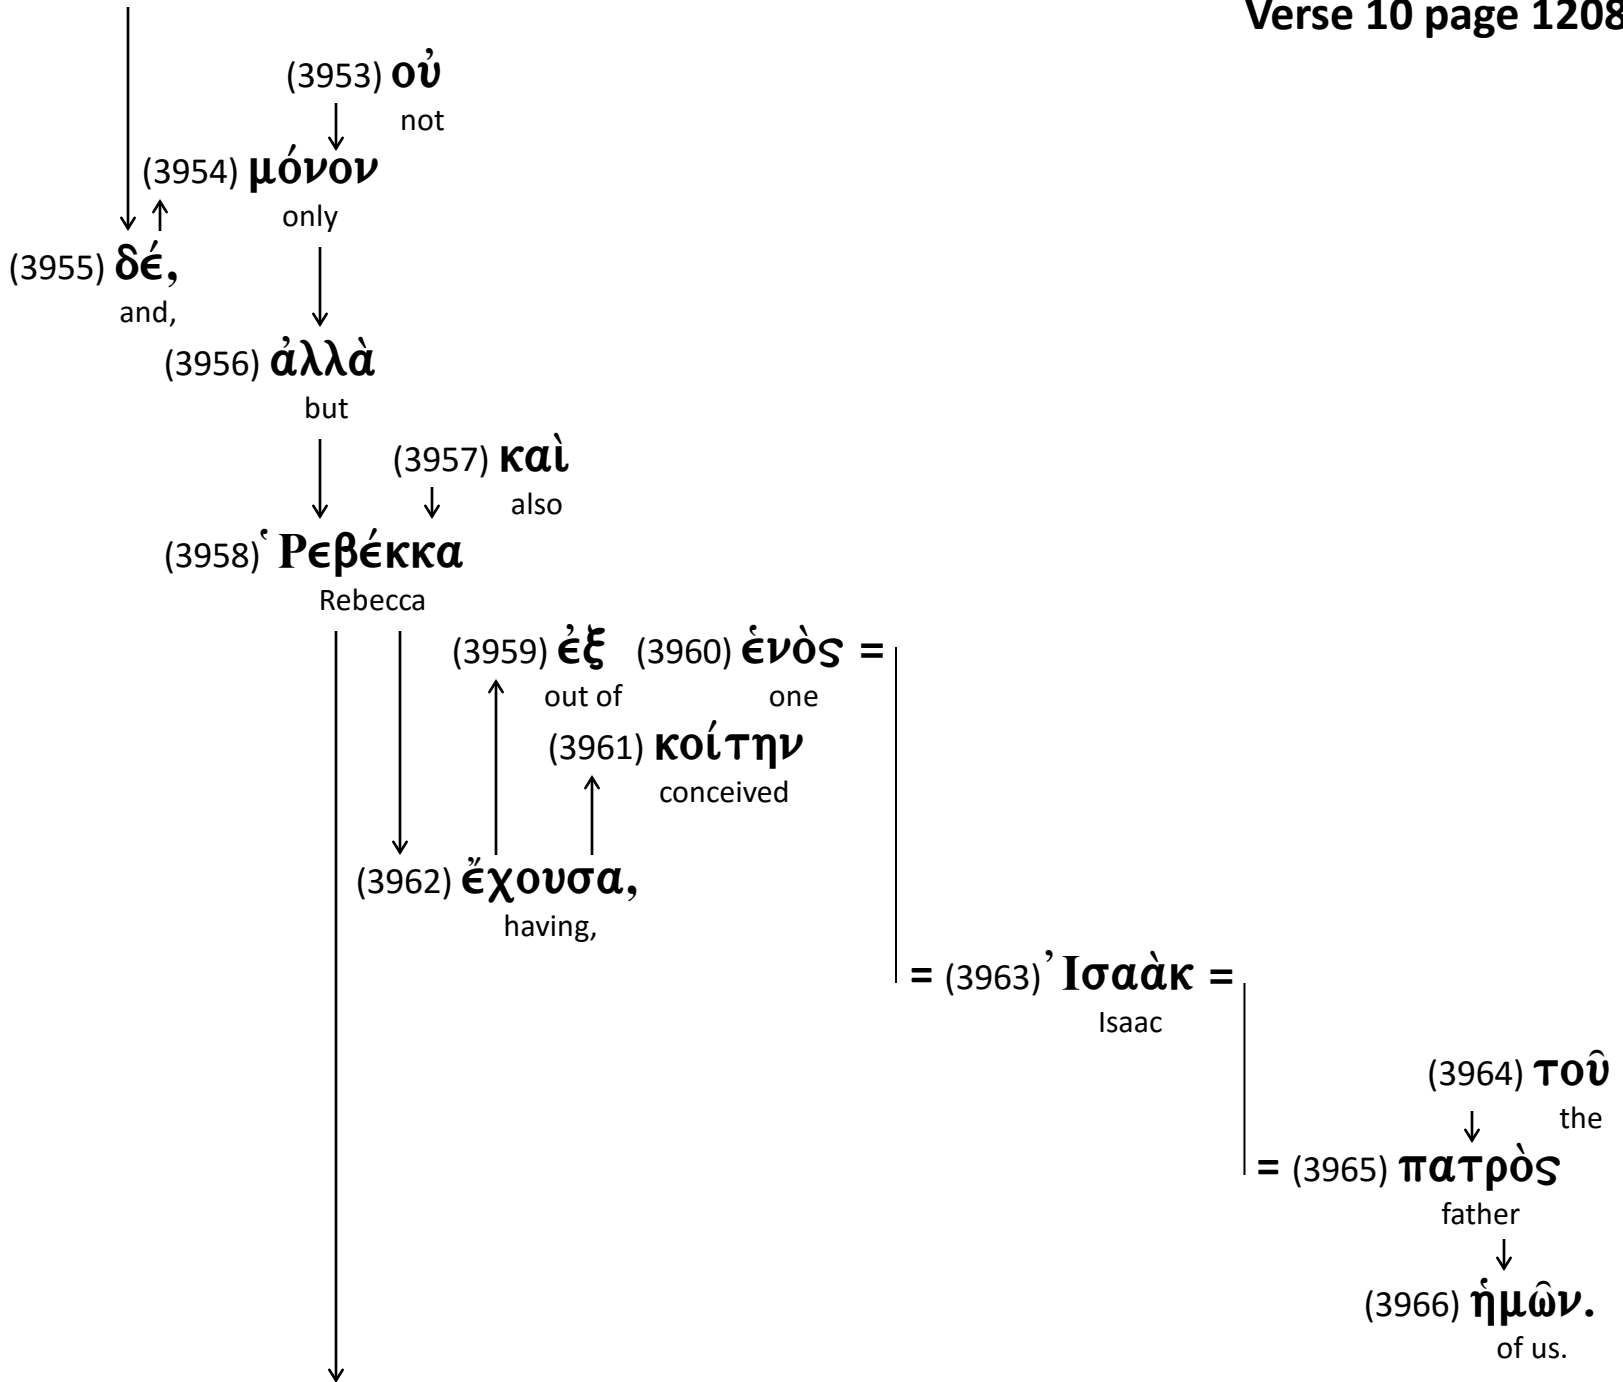 Verse 10 page 1208
(3953) οὐ
not
(3954) μόνον
only
(3955) δέ,
and,
(3956) ἀλλὰ
but
(3957) καὶ
also
(3958) Ῥεβέκκα
Rebecca
(3959) ἐξ (3960) ἑνὸς =
out of one
(3961) κοίτην
conceived
(3962) ἔχουσα,
having,
= (3963) Ἰσαὰκ =
Isaac
(3964) τοῦ
the
= (3965) πατρὸς
father
(3966) ἡμῶν.
of us.